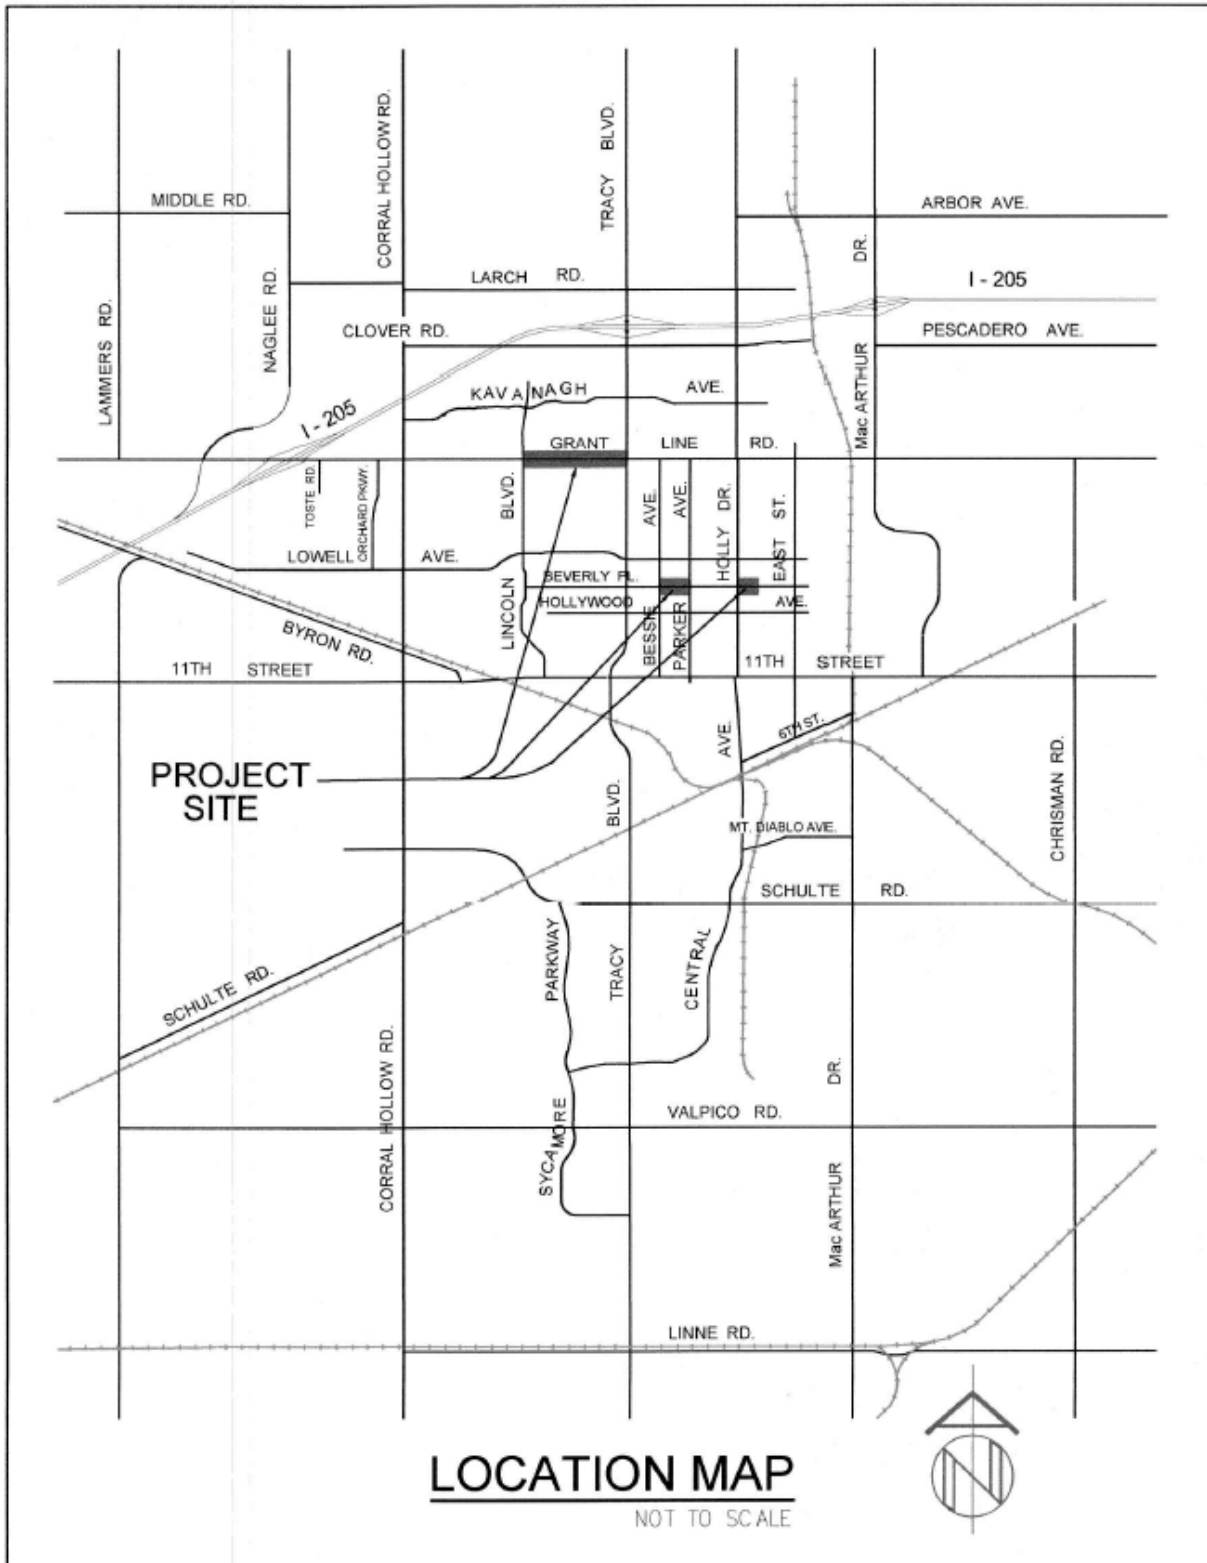 CORRAL HOLLOW RD.
TRACY BLVD.
MIDDLE RD.
ARBOR AVE.
NAGLEE RD.
LARCH RD.
DR.
I - 205
LAMMERS RD.
CLOVER RD.
PESCADERO AVE.
Mac ARTHUR
KAVANAGH AVE.
I - 205
GRANT LINE RD.
TOSTE RD.
ORCHARD PKWY.
BLVD.
AVE.
AVE.
HOLLY DR.
EAST ST.
LOWELL AVE.
BEVERLY PL.
HOLLYWOOD AVE.
LINCOLN
BESSIE
PARKER
BYRON RD.
11TH STREET
11TH STREET
6TH ST.
AVE.
PROJECT
SITE
BLVD.
MT. DIABLO AVE.
CHRISMAN RD.
SCHULTE RD.
PARKWAY
TRACY
CENTRAL
SCHULTE RD.
CORRAL HOLLOW RD.
DR.
SYCAMORE
VALPICO RD.
Mac ARTHUR
LINNE RD.
LOCATION MAP
NOT TO SCALE
N